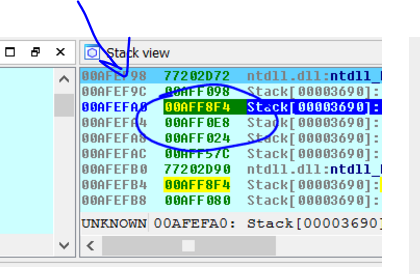 Stack view
00AFEF98 77202D72 ntdll.dll:ntdll_
00AFEF9C 00AFF098 Stack[00003690]:
00AFEFA0 00AFF8F4 Stack[00003690]:
00AFEFA4 00AFF0E8 Stack[00003690]:
00AFEFA8 00AFF024 Stack[00003690]:
00AFEFAC 00AFF57C Stack[00003690]:
00AFEFB0 77202D90 ntdll.dll:ntdll_
00AFEFB4 00AFF8F4 Stack[00003690]:
00AFEFB8 00AFF080 Stack[00003690]:
UNKNOWN 00AFEFA0: Stack[00003690]